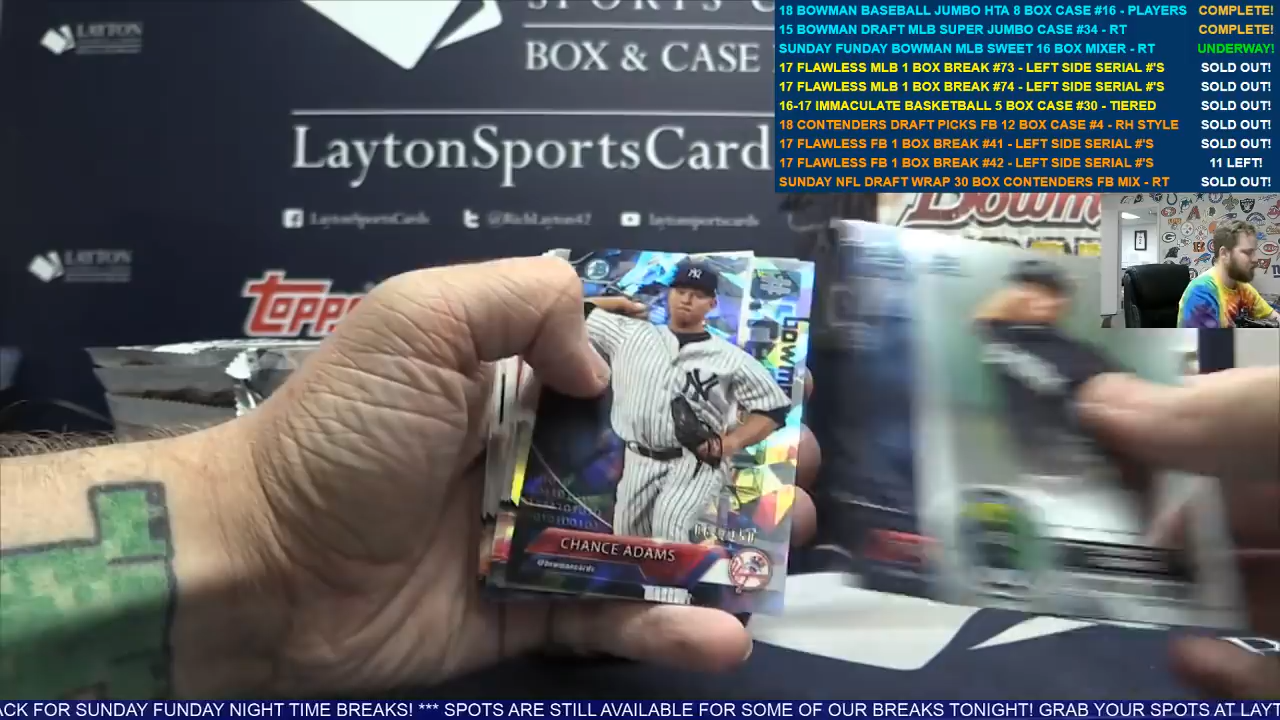 18 BOWMAN BASEBALL JUMBO HTA 8 BOX CASE #16 - PLAYERS COMPLETE!
15 BOWMAN DRAFT MLB SUPER JUMBO CASE #34 - RT COMPLETE!
SUNDAY FUNDAY BOWMAN MLB SWEET 16 BOX MIXER - RT UNDERWAY!
17 FLAWLESS MLB 1 BOX BREAK #73 - LEFT SIDE SERIAL #'S SOLD OUT!
17 FLAWLESS MLB 1 BOX BREAK #74 - LEFT SIDE SERIAL #'S SOLD OUT!
16-17 IMMACULATE BASKETBALL 5 BOX CASE #30 - TIERED SOLD OUT!
18 CONTENDERS DRAFT PICKS FB 12 BOX CASE #4 - RH STYLE SOLD OUT!
17 FLAWLESS FB 1 BOX BREAK #41 - LEFT SIDE SERIAL #'S SOLD OUT!
17 FLAWLESS FB 1 BOX BREAK #42 - LEFT SIDE SERIAL #'S 11 LEFT!
SUNDAY NFL DRAFT WRAP 30 BOX CONTENDERS FB MIX - RT SOLD OUT!
LAYTON
SPORTS C
BOX & CASE
LaytonSportsCard
LaytonSportsCards @RichLayton47 laytonsportscards
LAYTON
Bowm
topps
bowm
NY
NY
CHANCE ADAMS
@bowmancards
ACK FOR SUNDAY FUNDAY NIGHT TIME BREAKS! *** SPOTS ARE STILL AVAILABLE FOR SOME OF OUR BREAKS TONIGHT! GRAB YOUR SPOTS AT LAYT